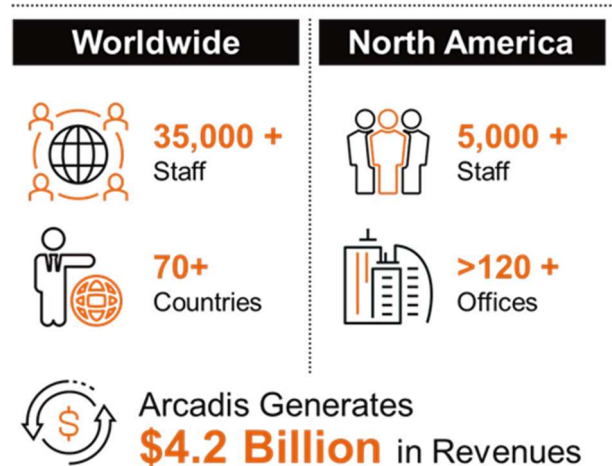 Worldwide
35,000 +
Staff
70+
Countries
North America
5,000 +
Staff
>120 +
Offices
$
Arcadis Generates
$4.2 Billion in Revenues